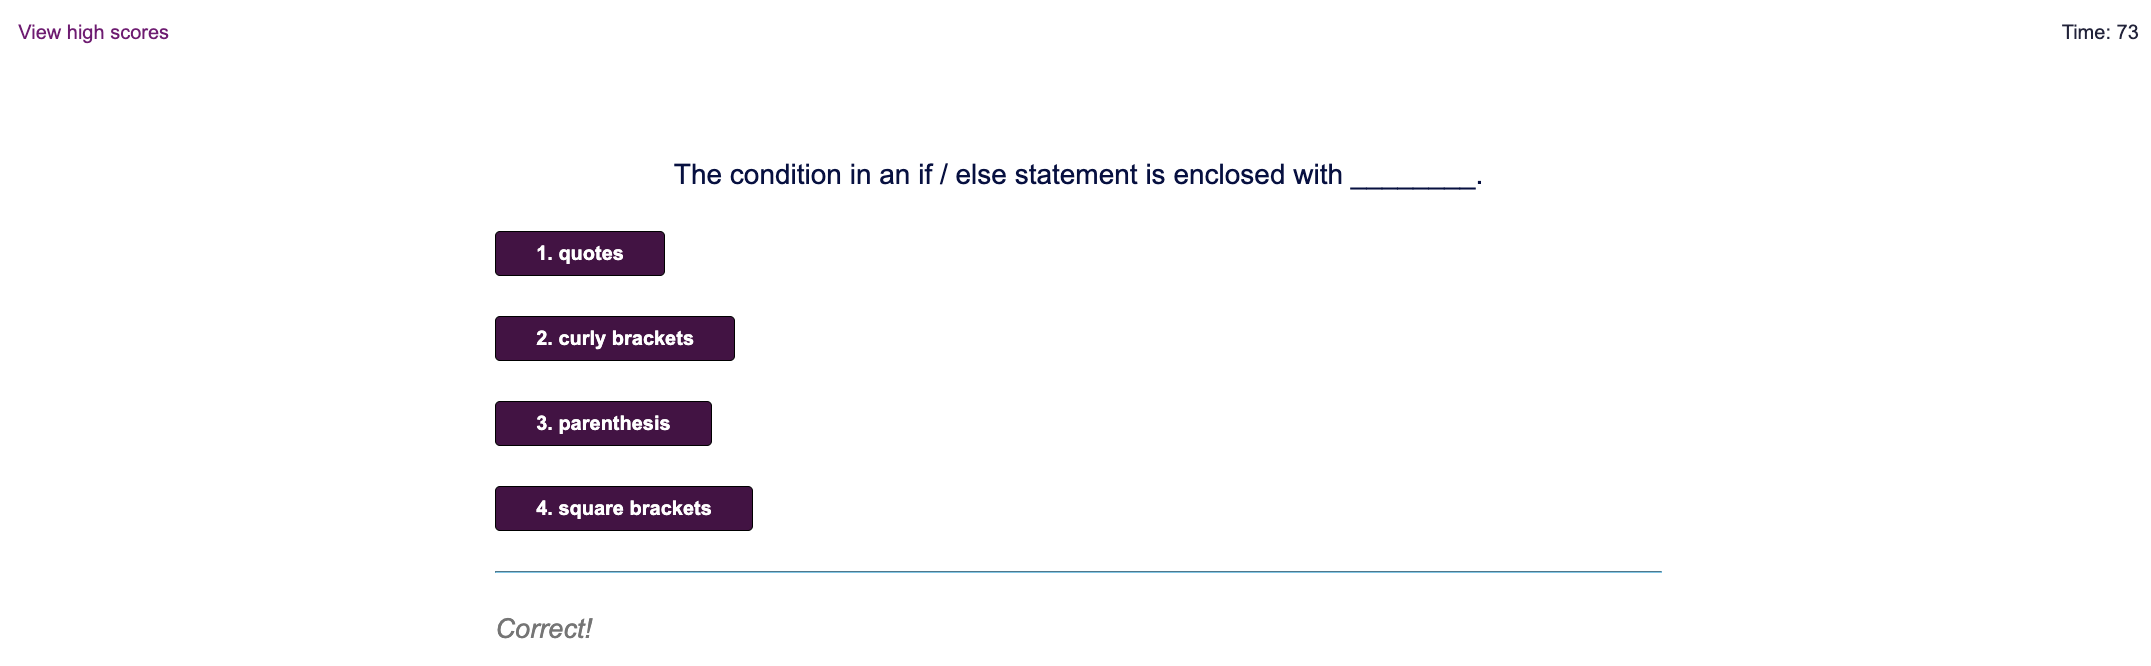 View high scores
Time: 73
The condition in an if / else statement is enclosed with ________.
1. quotes
2. curly brackets
3. parenthesis
4. square brackets
Correct!